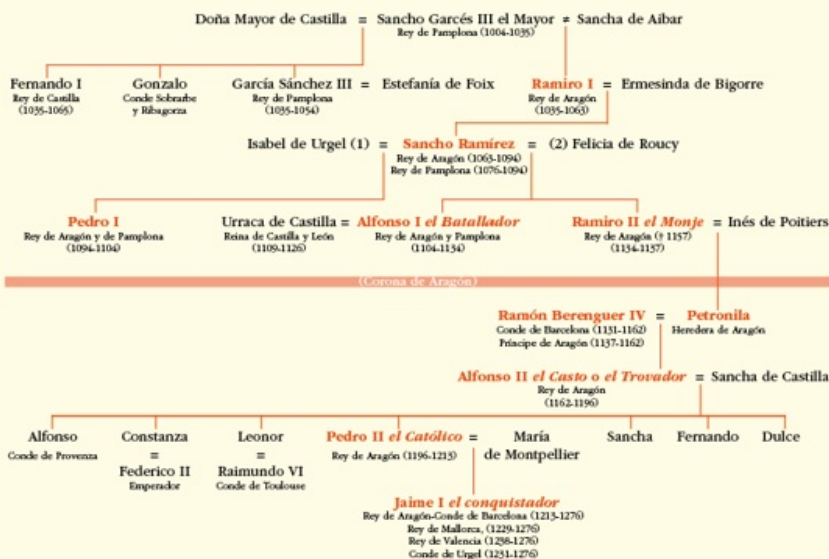 Doña Mayor de Castilla = Sancho Garcés III el Mayor ≠ Sancha de Aibar
Rey de Pamplona (1004-1035)
Fernando I
Rey de Castilla
(1035-1065)
Gonzalo
Conde Sobrarbe
y Ribagorza
García Sánchez III = Estefanía de Foix
Rey de Pamplona
(1035-1054)
Ramiro I = Ermesinda de Bigorre
Rey de Aragón
(1035-1063)
Isabel de Urgel (1) = Sancho Ramírez = (2) Felicia de Roucy
Rey de Aragón (1063-1094)
Rey de Pamplona (1076-1094)
Pedro I
Rey de Aragón y de Pamplona
(1094-1104)
Urraca de Castilla = Alfonso I el Batallador
Reina de Castilla y León
(1109-1126)
Rey de Aragón y Pamplona
(1104-1134)
Ramiro II el Monje = Inés de Poitiers
Rey de Aragón († 1157)
(1134-1137)
(Corona de Aragón)
Ramón Berenguer IV = Petronila
Conde de Barcelona (1131-1162)
Príncipe de Aragón (1137-1162)
Heredera de Aragón
Alfonso II el Casto o el Trovador = Sancha de Castilla
Rey de Aragón
(1162-1196)
Alfonso
Conde de Provenza
Constanza
=
Federico II
Emperador
Leonor
=
Raimundo VI
Conde de Toulouse
Pedro II el Católico = María
de Montpellier
Rey de Aragón (1196-1213)
Sancha
Fernando
Dulce
Jaime I el conquistador
Rey de Aragón-Conde de Barcelona (1213-1276)
Rey de Mallorca, (1229-1276)
Rey de Valencia (1238-1276)
Conde de Urgel (1231-1276)